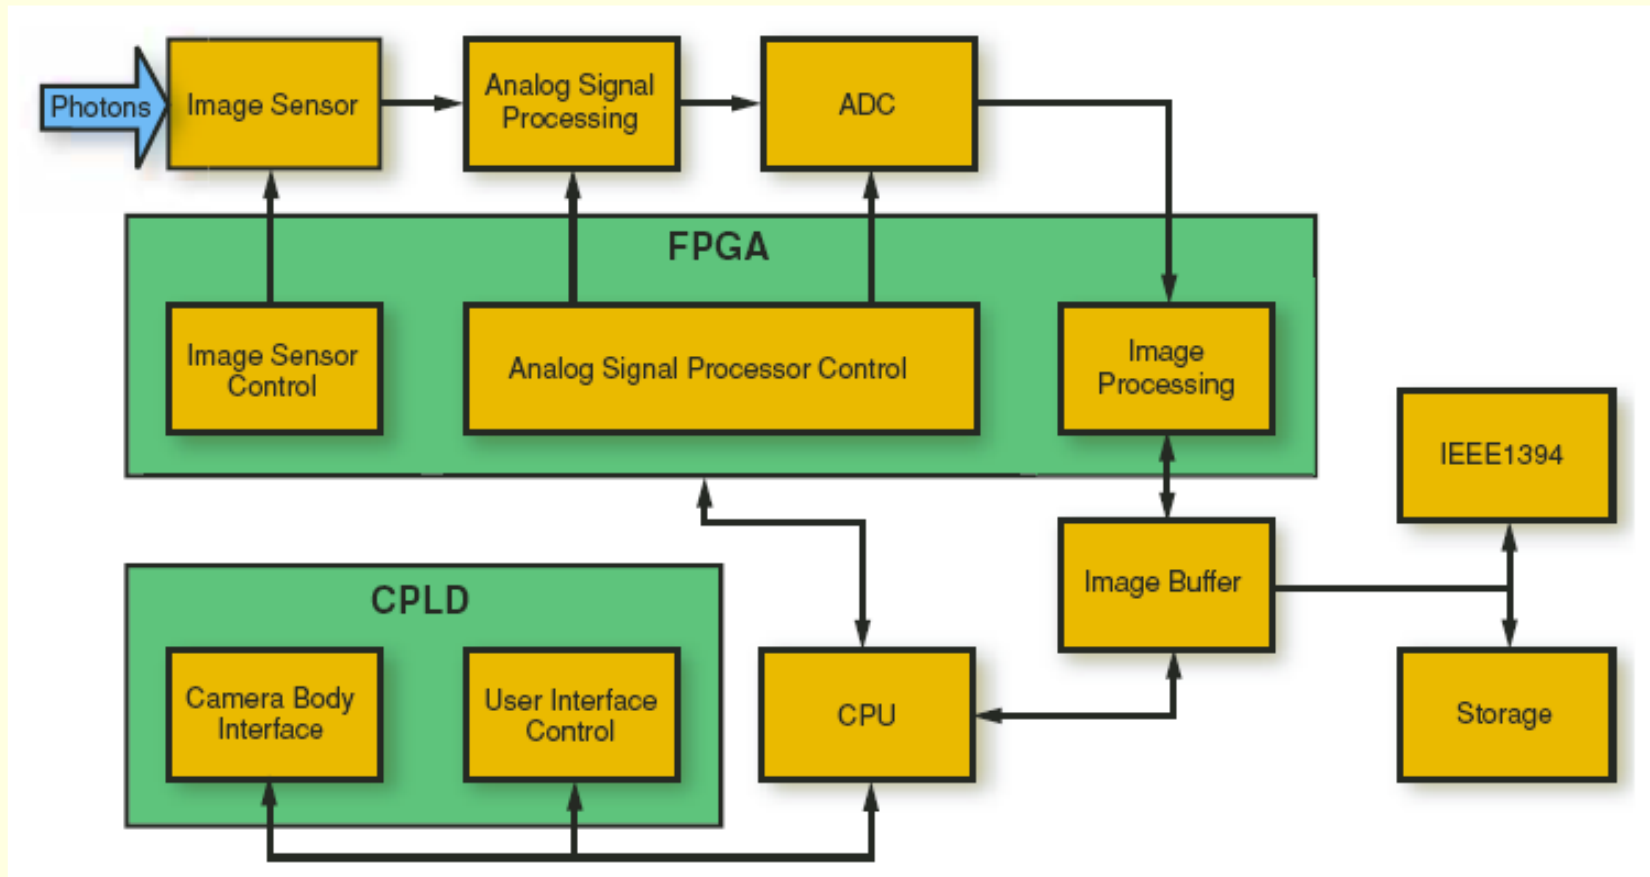 Photons
Image Sensor
Analog Signal
Processing
ADC
FPGA
Image Sensor
Control
Analog Signal Processor Control
Image
Processing
IEEE1394
Image Buffer
CPLD
Camera Body
Interface
User Interface
Control
CPU
Storage